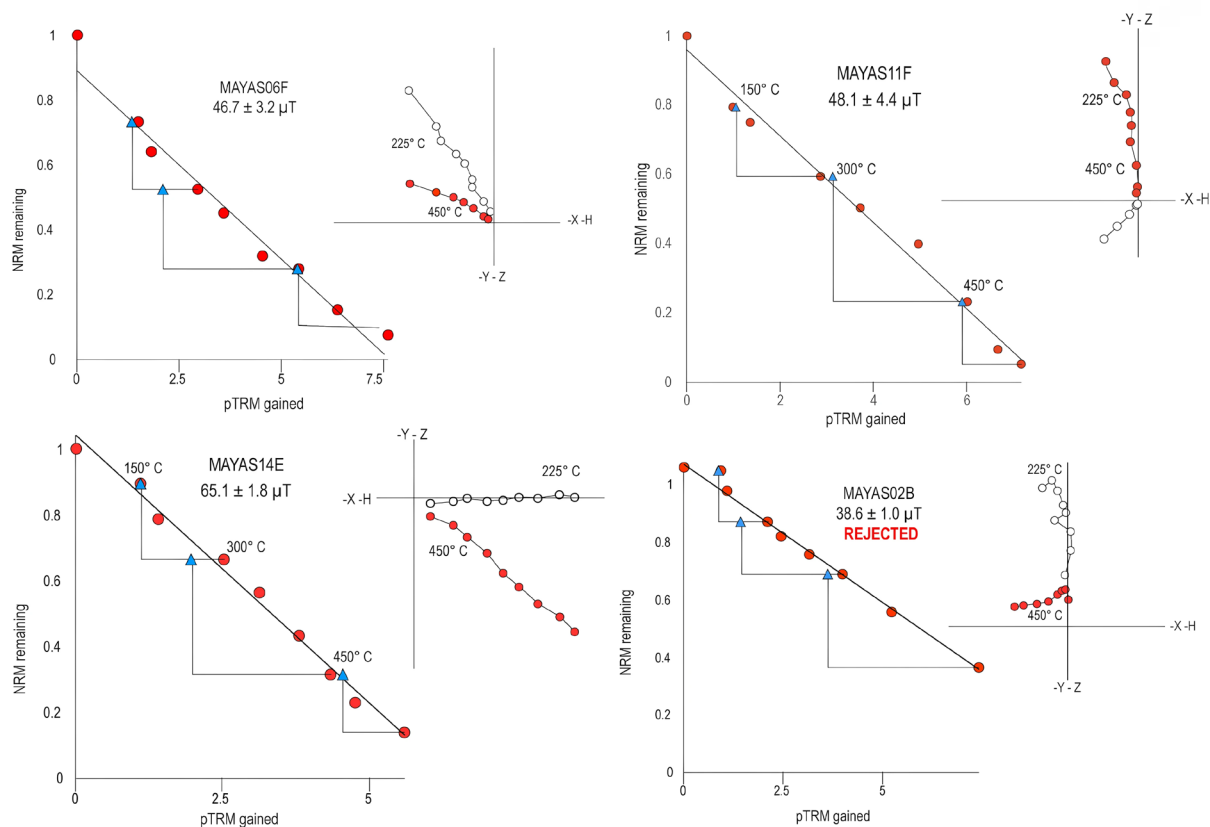 MAYAS06F
46.7 ± 3.2 µT
NRM remaining
1
0.8
0.6
0.4
0.2
0
0
2.5
5
7.5
pTRM gained
225° C
450° C
-X -H
-Y - Z
MAYAS11F
48.1 ± 4.4 µT
NRM remaining
1
0.8
0.6
0.4
0.2
0
150° C
300° C
450° C
0
2
4
6
pTRM gained
-Y - Z
225° C
450° C
-X -H
MAYAS14E
65.1 ± 1.8 µT
NRM remaining
1
0.8
0.6
0.4
0.2
0
150° C
300° C
450° C
0
2.5
5
pTRM gained
-Y - Z
-X -H
225° C
450° C
MAYAS02B
38.6 ± 1.0 µT
REJECTED
NRM remaining
1
0.8
0.6
0.4
0.2
0
0
2.5
5
pTRM gained
225° C
450° C
-X -H
-Y - Z